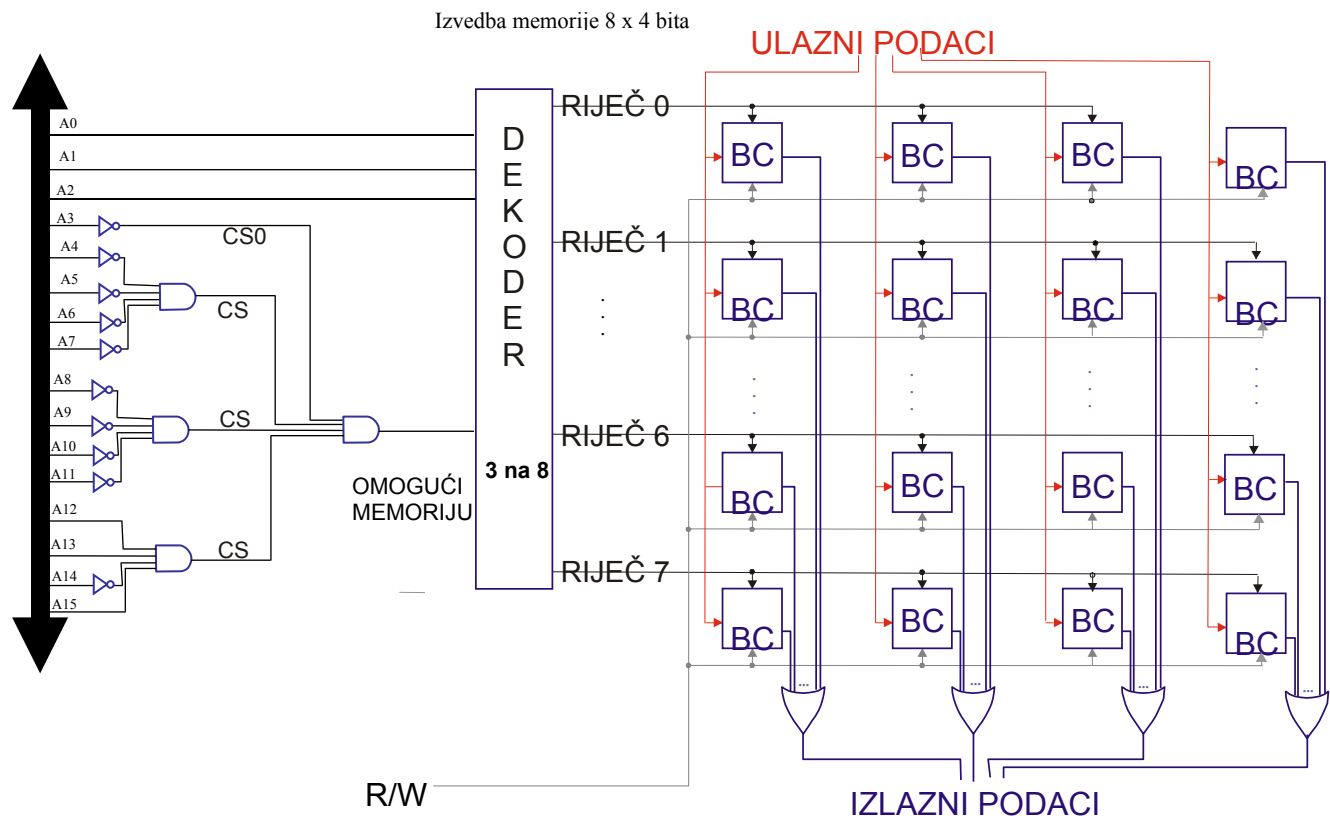 Izvedba memorije 8 x 4 bita
ULAZNI PODACI
A0
A1
A2
A3
A4
A5
A6
A7
A8
A9
A10
A11
A12
A13
A14
A15
CS0
CS
CS
CS
OMOGUĆI
MEMORIJU
DEKODER
3 na 8
RIJEČ 0
BC BC BC BC
RIJEČ 1
BC BC BC BC
RIJEČ 6
BC BC BC BC
RIJEČ 7
BC BC BC BC
R/W
IZLAZNI PODACI